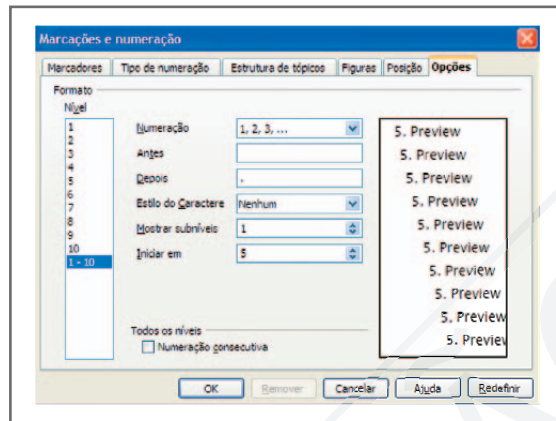 Marcações e numeração
Marcadores Tipo de numeração Estrutura de tópicos Figuras Posição Opções
Formato
Nível
1
2
3
4
5
6
7
8
9
10
1 - 10
Numeração 1, 2, 3, ...
Antes
Depois .
Estilo do Caractere Nenhum
Mostrar subníveis 1
Iniciar em 5
Todos os níveis
Numeração consecutiva
5. Preview
5. Preview
5. Preview
5. Preview
5. Preview
5. Preview
5. Preview
5. Preview
5. Preview
5. Preview
OK Remover Cancelar Ajuda Redefinir